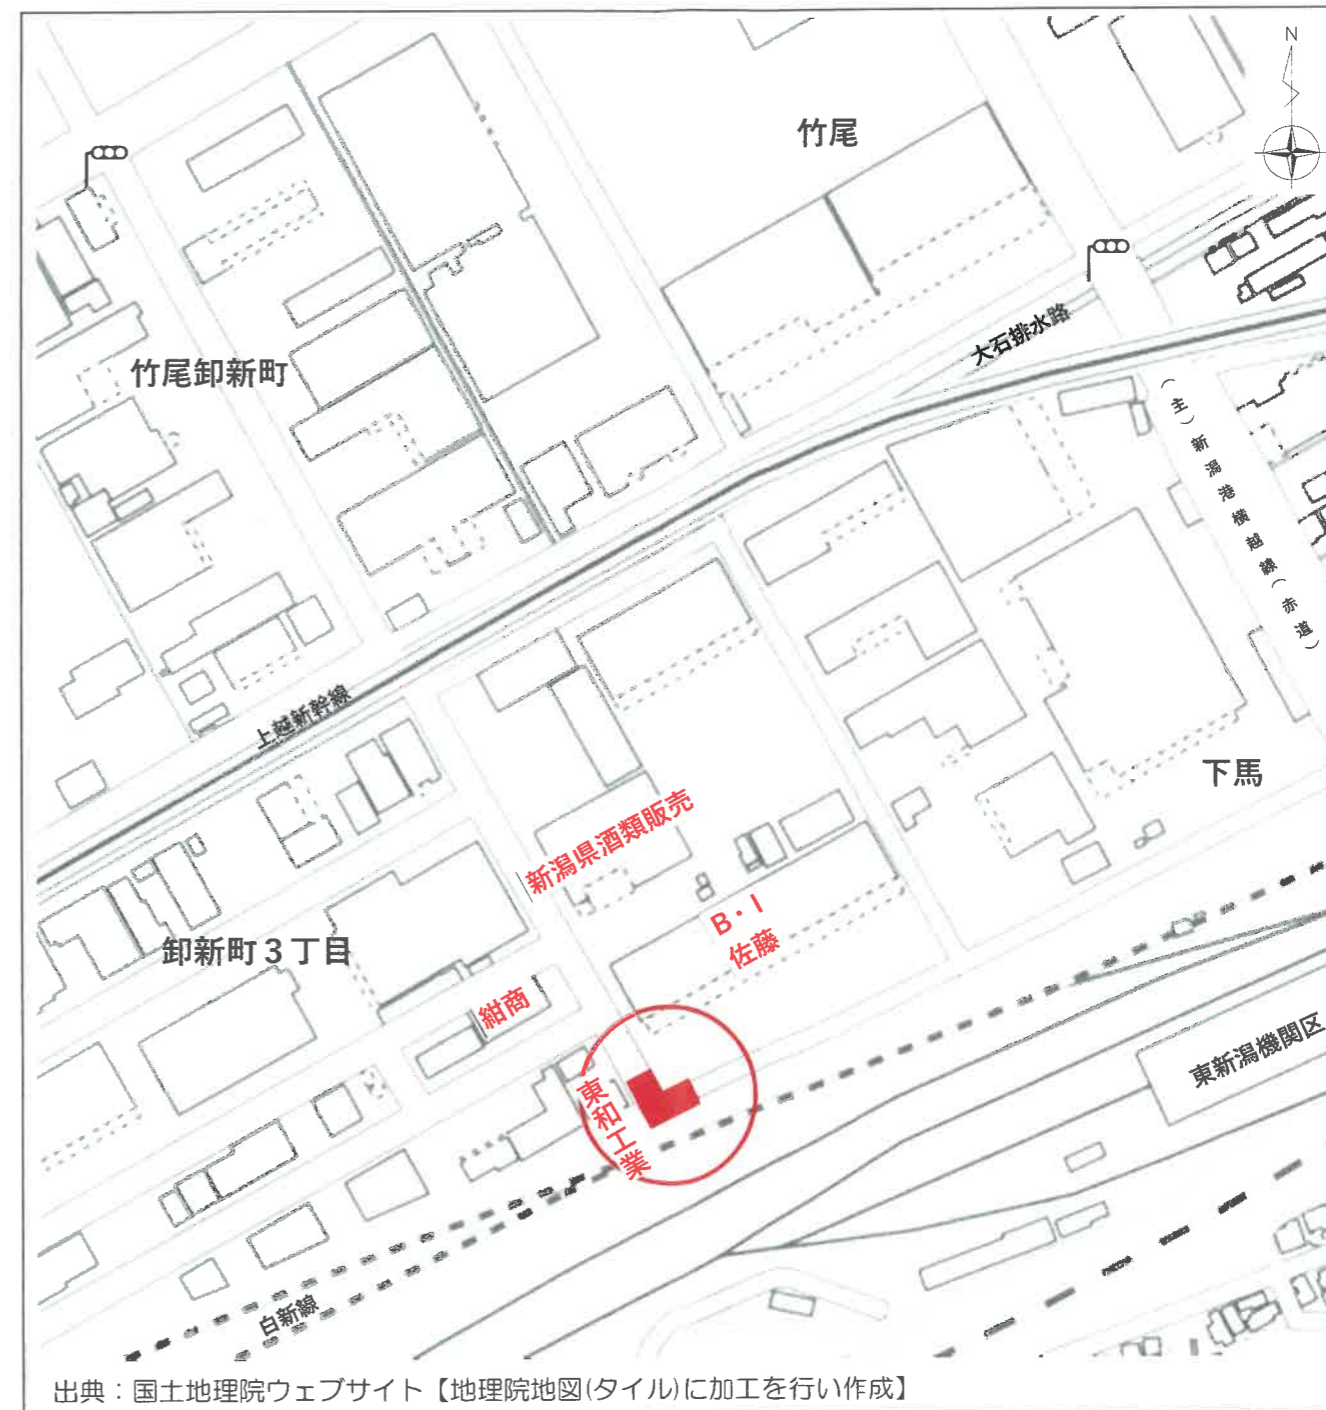 N
竹尾
大石排水路
竹尾卸新町
(主)新潟港横越線(赤道)
上越新幹線
下馬
新潟県酒類販売
B・I
佐藤
卸新町3丁目
紺商
東和工業
東新潟機関区
白新線
出典：国土地理院ウェブサイト【地理院地図(タイル)に加工を行い作成】